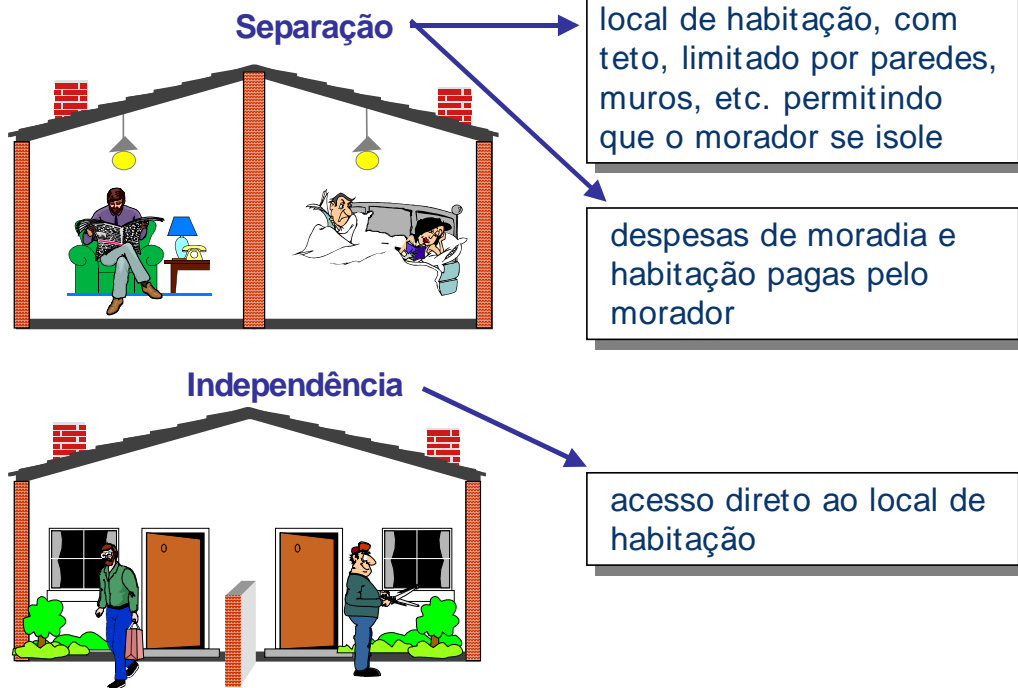 Separação
local de habitação, com
teto, limitado por paredes,
muros, etc. permitindo
que o morador se isole
despesas de moradia e
habitação pagas pelo
morador
Independência
acesso direto ao local de
habitação